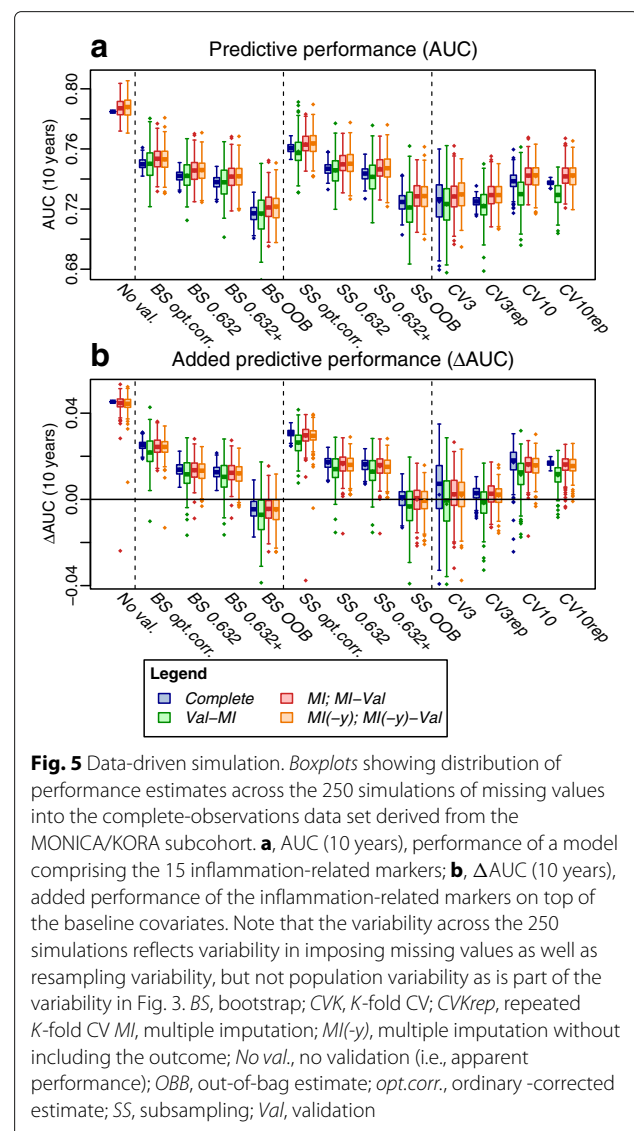 a
Predictive performance (AUC)
AUC (10 years)
0.80
0.76
0.72
0.68
No val.
BS opt.corr.
BS 0.632
BS 0.632+
BS OOB
SS opt.corr.
SS 0.632
SS 0.632+
SS OOB
CV3
CV3rep
CV10
CV10rep
b
Added predictive performance (ΔAUC)
ΔAUC (10 years)
0.04
0.00
−0.04
No val.
BS opt.corr.
BS 0.632
BS 0.632+
BS OOB
SS opt.corr.
SS 0.632
SS 0.632+
SS OOB
CV3
CV3rep
CV10
CV10rep
Legend
Complete
MI; MI−Val
Val−MI
MI(−y); MI(−y)−Val
Fig. 5 Data-driven simulation. Boxplots showing distribution of
performance estimates across the 250 simulations of missing values
into the complete-observations data set derived from the
MONICA/KORA subcohort. a, AUC (10 years), performance of a model
comprising the 15 inflammation-related markers; b, ΔAUC (10 years),
added performance of the inflammation-related markers on top of
the baseline covariates. Note that the variability across the 250
simulations reflects variability in imposing missing values as well as
resampling variability, but not population variability as is part of the
variability in Fig. 3. BS, bootstrap; CVK, K-fold CV; CVKrep, repeated
K-fold CV MI, multiple imputation; MI(-y), multiple imputation without
including the outcome; No val., no validation (i.e., apparent
performance); OBB, out-of-bag estimate; opt.corr., ordinary -corrected
estimate; SS, subsampling; Val, validation